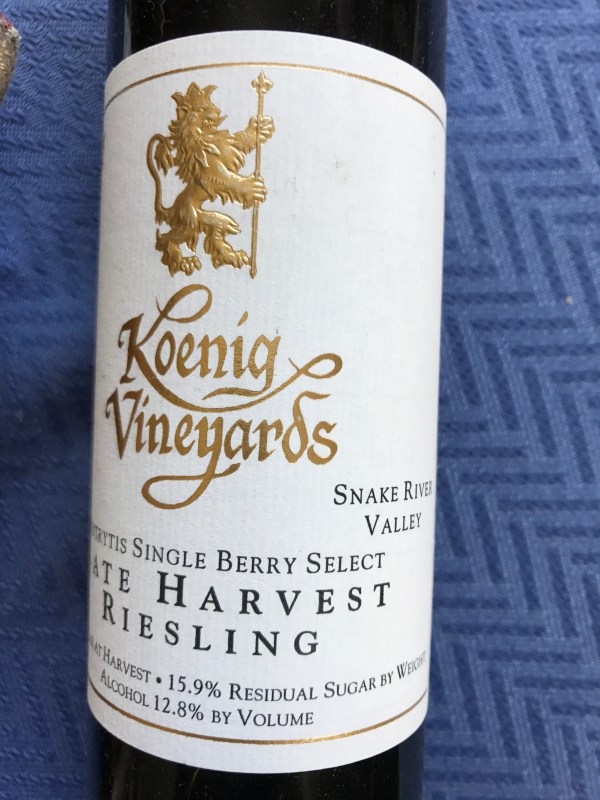 Koenig
Vineyards
Snake River
Valley
Single Berry Select
Harvest
Riesling
Harvest • 15.9% Residual Sugar by Weight
Alcohol 12.8% by Volume